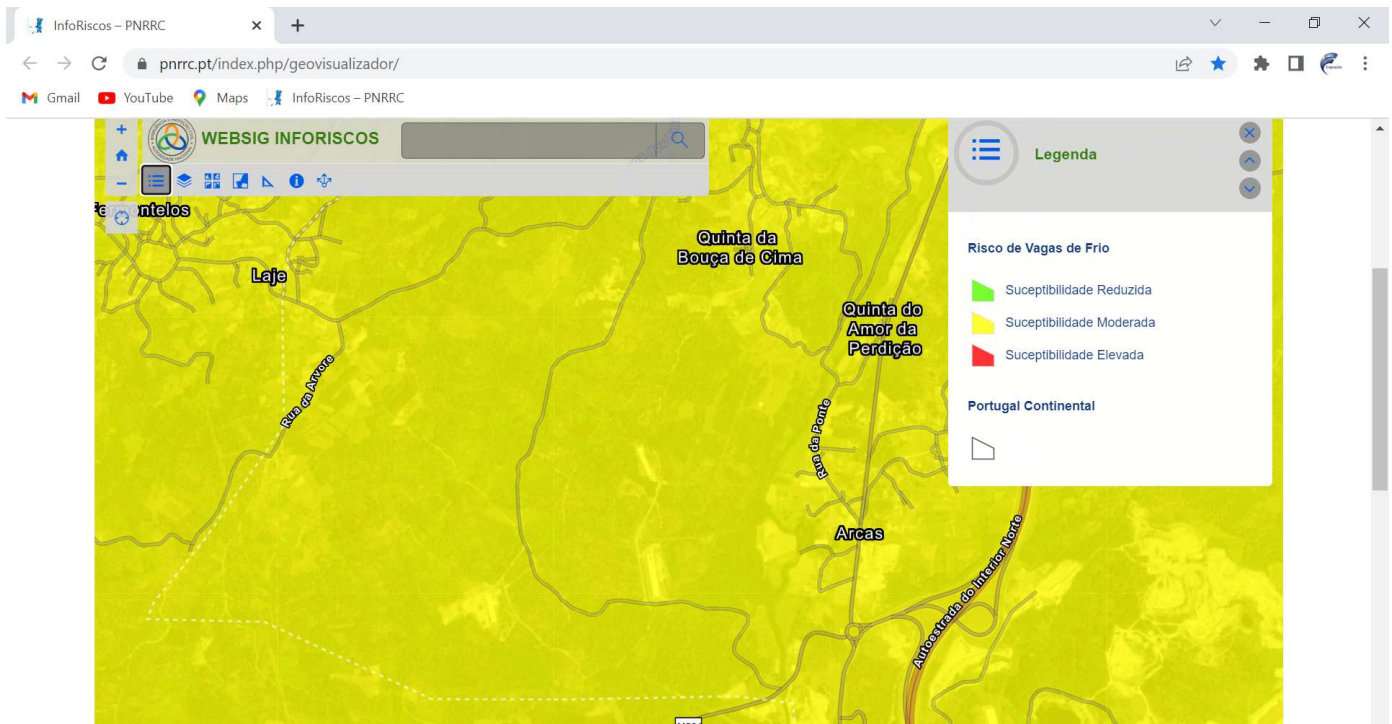 InfoRiscos – PNRRC
pnrrc.pt/index.php/geovisualizador/
Gmail YouTube Maps InfoRiscos – PNRRC
WEBSIG INFORISCOS
Legenda
Risco de Vagas de Frio
Suceptibilidade Reduzida
Suceptibilidade Moderada
Suceptibilidade Elevada
Portugal Continental
Laje
Quinta da
Bouça de Cima
Quinta do
Amor da
Perdição
Rua da Arvore
Rua da Ponte
Arcas
Autoestrada do Interior Norte